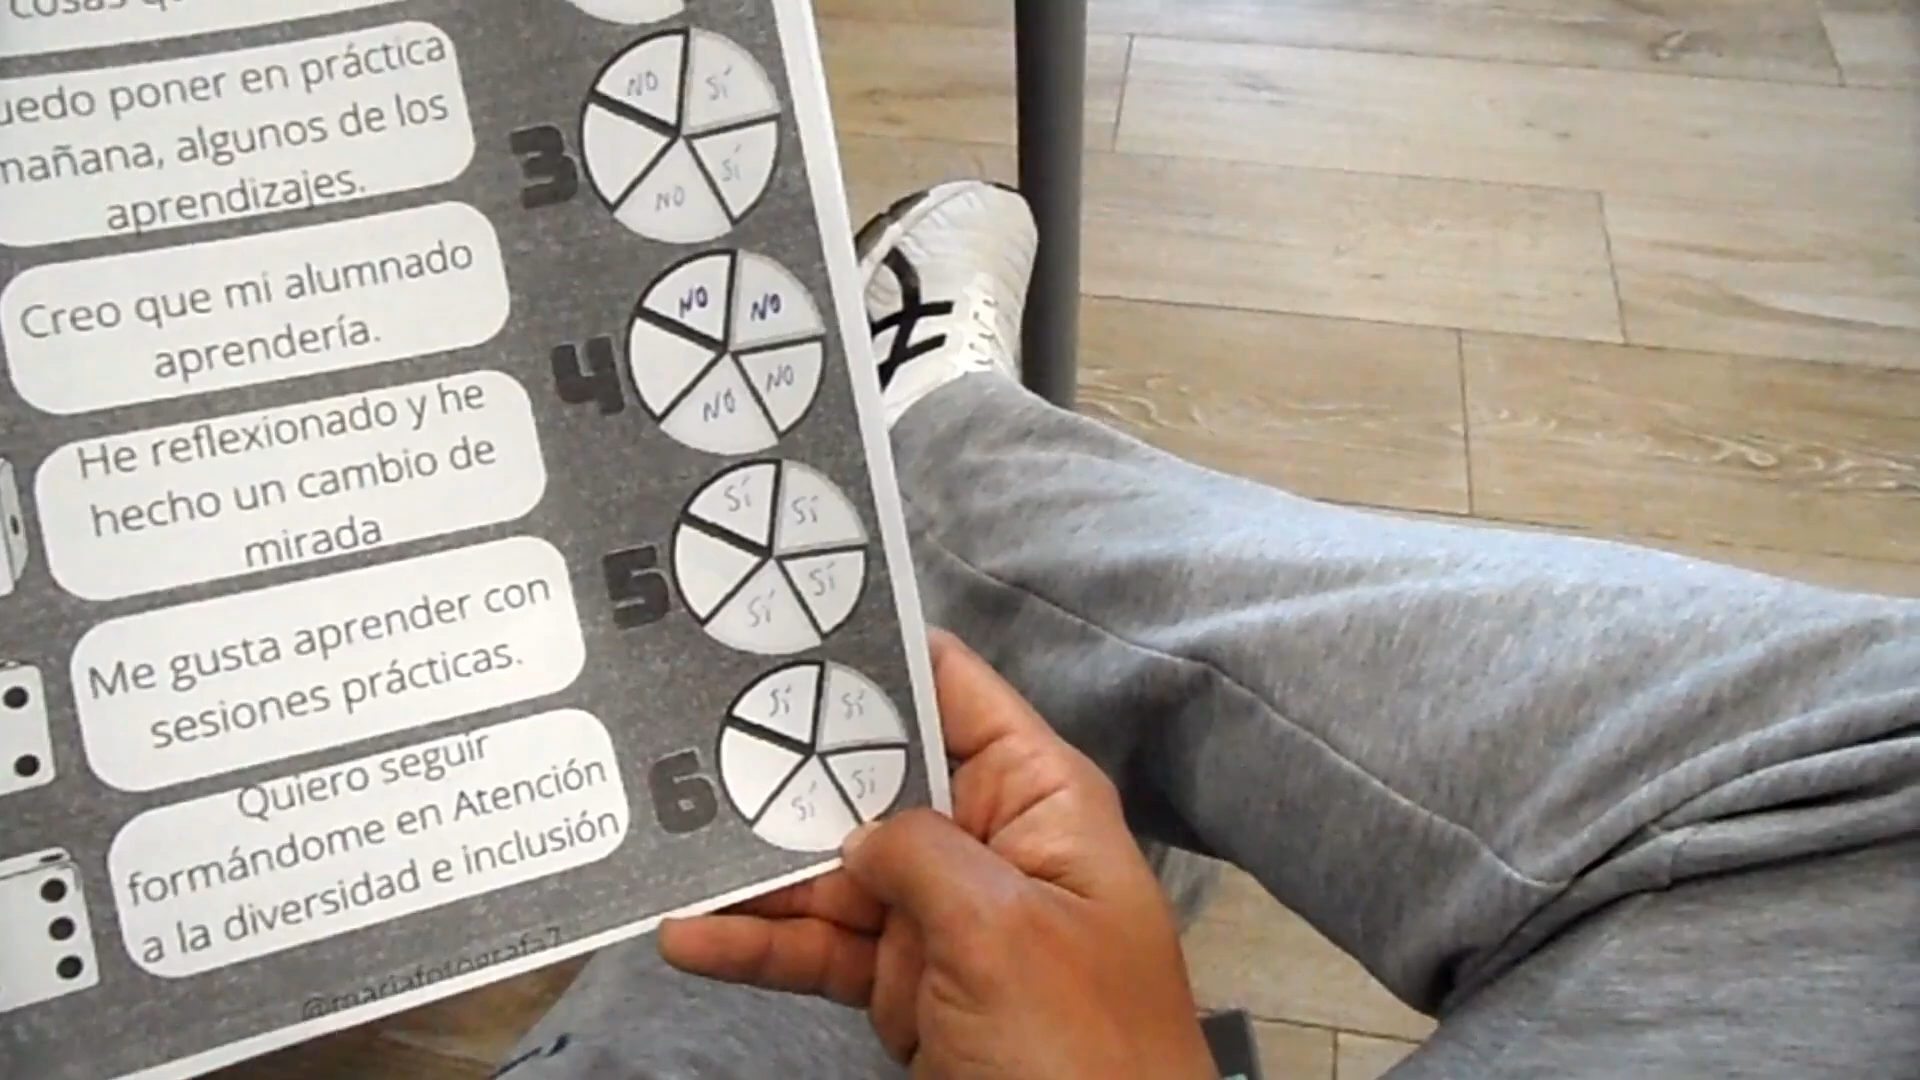 puedo poner en práctica
mañana, algunos de los
aprendizajes.
3
NO
SÍ
SÍ
NO
Creo que mi alumnado
aprendería.
4
NO
NO
NO
NO
He reflexionado y he
hecho un cambio de
mirada
5
SÍ
SÍ
SÍ
SÍ
Me gusta aprender con
sesiones prácticas.
6
SÍ
SÍ
SÍ
SÍ
Quiero seguir
formándome en Atención
a la diversidad e inclusión
@mariafotografa7